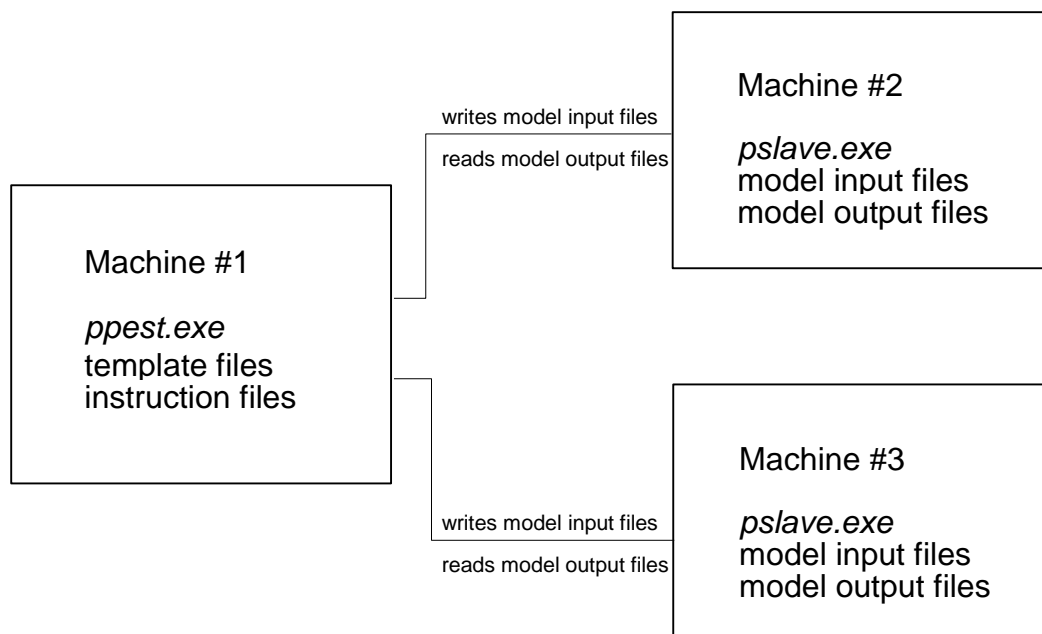 Machine #1
ppest.exe
template files
instruction files
writes model input files
reads model output files
Machine #2
pslave.exe
model input files
model output files
writes model input files
reads model output files
Machine #3
pslave.exe
model input files
model output files